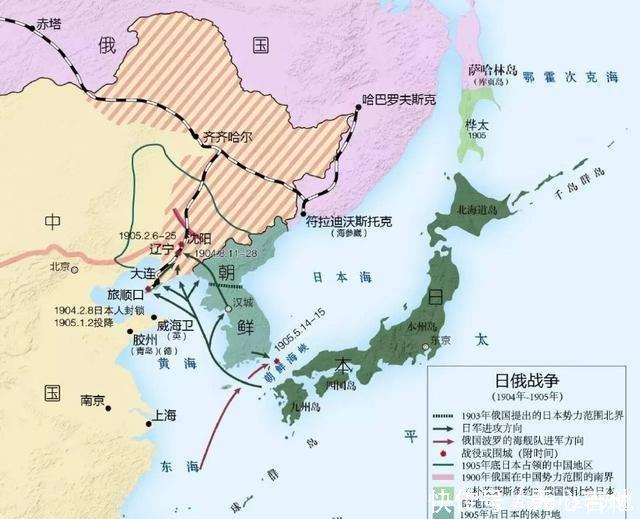 赤塔
俄国
萨哈林岛
(库页岛)
鄂霍次克海
哈巴罗夫斯克
桦太
1905
齐齐哈尔
千岛群岛
符拉迪沃斯托克
(海参崴)
北海道岛
中国
1905.2.6-25
沈阳
辽宁
1904.8.11-28
北京
大连
日本海
朝鲜
旅顺口
汉城
1904.2.8日本人封锁
1905.1.2投降
威海卫
(英)
1905.5.14-15
日本
本州岛
东京
太平
胶州
(青岛)(德)
黄海
朝鲜海峡
四国岛
九州岛
南京
上海
东海
球群
日俄战争
(1904年-1905年)
1903年俄国提出的日本势力范围北界
日军进攻方向
俄国波罗的海舰队进军方向
战役或围城(附时间)
1905年底日本占领的中国地区
1900年俄国在中国势力范围的南界
1905年后日本的保护地